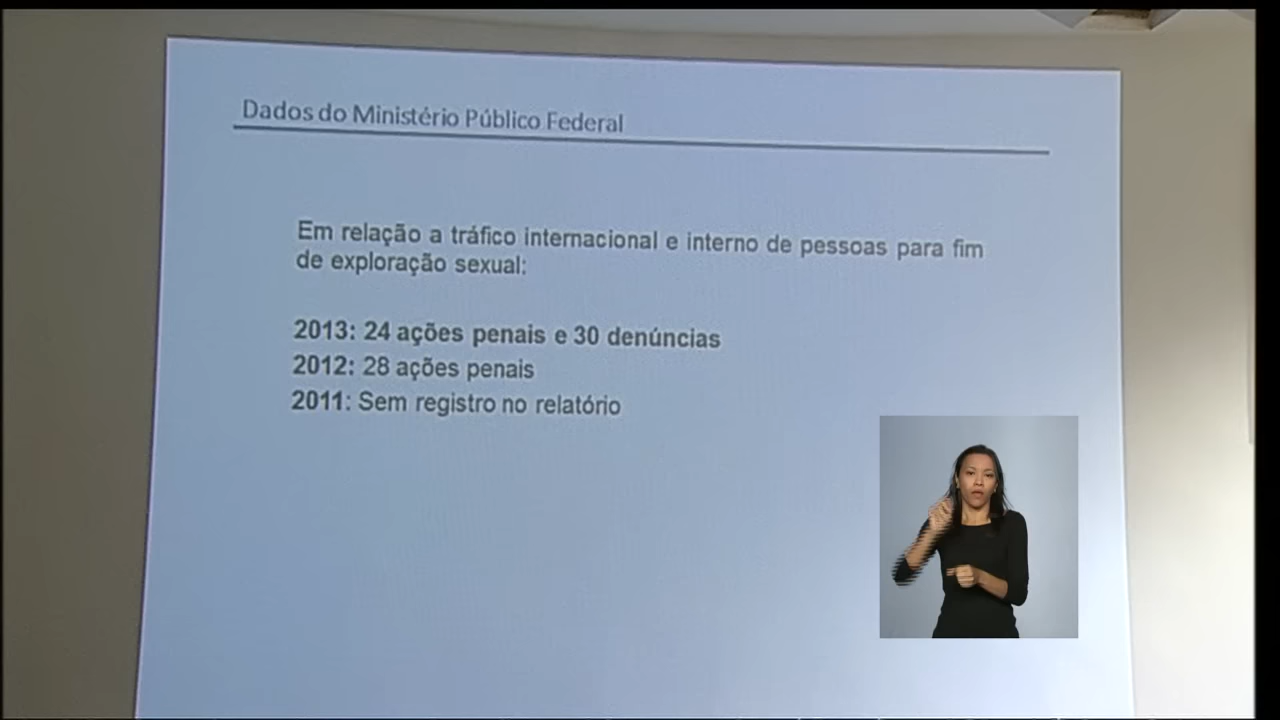 Dados do Ministério Público Federal
Em relação a tráfico internacional e interno de pessoas para fim
de exploração sexual:
2013: 24 ações penais e 30 denúncias
2012: 28 ações penais
2011: Sem registro no relatório